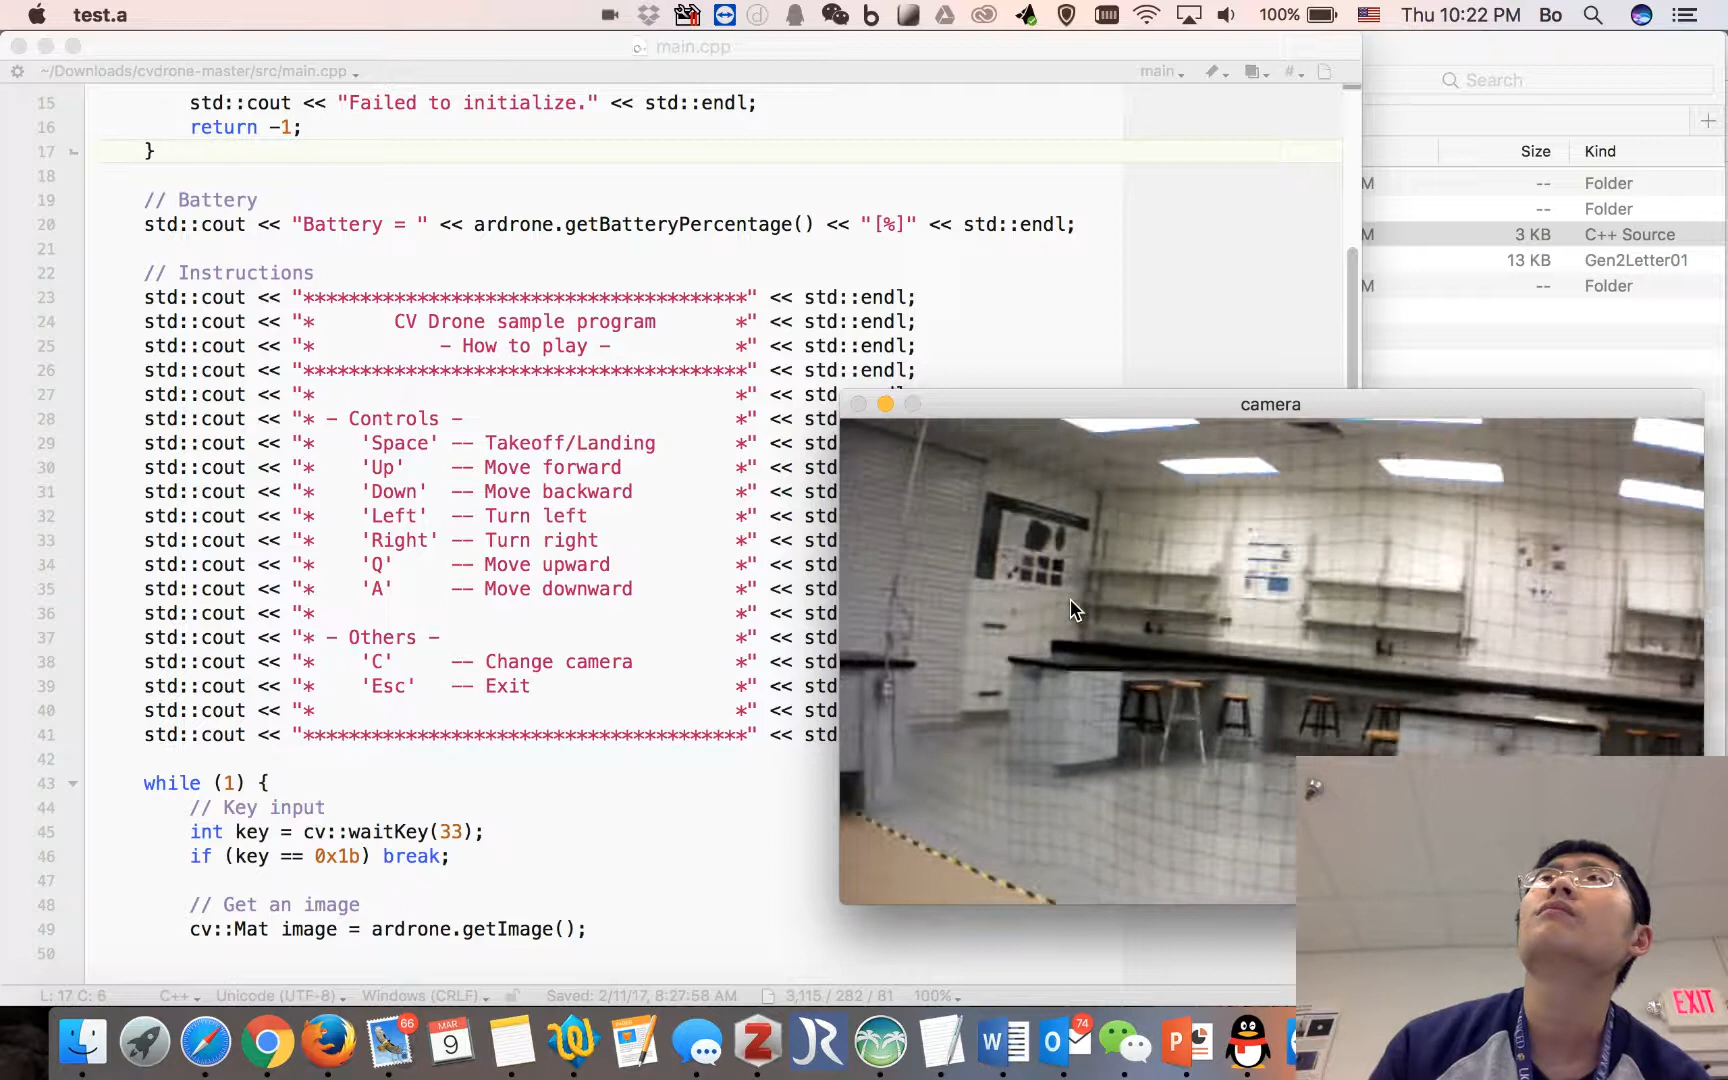 test.a
100%
Thu 10:22 PM
Bo
main.cpp
~/Downloads/cvdrone-master/src/main.cpp
main
#
Search
Size
Kind
M
--
Folder
--
Folder
M
3 KB
C++ Source
13 KB
Gen2Letter01
--
Folder
15 std::cout << "Failed to initialize." << std::endl;
16 return -1;
17 }
18
19 // Battery
20 std::cout << "Battery = " << ardrone.getBatteryPercentage() << "[%]" << std::endl;
21
22 // Instructions
23 std::cout << "***************************************" << std::endl;
24 std::cout << "*       CV Drone sample program       *" << std::endl;
25 std::cout << "*           - How to play -           *" << std::endl;
26 std::cout << "***************************************" << std::endl;
27 std::cout << "*                                     *" <<
28 std::cout << "* - Controls -                        *" << std
29 std::cout << "*    'Space' -- Takeoff/Landing       *" << std
30 std::cout << "*    'Up'    -- Move forward          *" << std
31 std::cout << "*    'Down'  -- Move backward         *" << std
32 std::cout << "*    'Left'  -- Turn left             *" << std
33 std::cout << "*    'Right' -- Turn right            *" << std
34 std::cout << "*    'Q'     -- Move upward           *" << std
35 std::cout << "*    'A'     -- Move downward         *" << std
36 std::cout << "*                                     *" << std
37 std::cout << "* - Others -                          *" << std
38 std::cout << "*    'C'     -- Change camera         *" << std
39 std::cout << "*    'Esc'   -- Exit                  *" << std
40 std::cout << "*                                     *" << std
41 std::cout << "***************************************" << std
42
43 while (1) {
44 // Key input
45 int key = cv::waitKey(33);
46 if (key == 0x1b) break;
47
48 // Get an image
49 cv::Mat image = ardrone.getImage();
50
camera
EXIT
L: 17 C: 6
C++
Unicode (UTF-8)
Windows (CRLF)
Saved: 2/11/17, 8:27:58 AM
3,115 / 282 / 81
100%
66
MAR
9
Z
JR
W
O
74
P